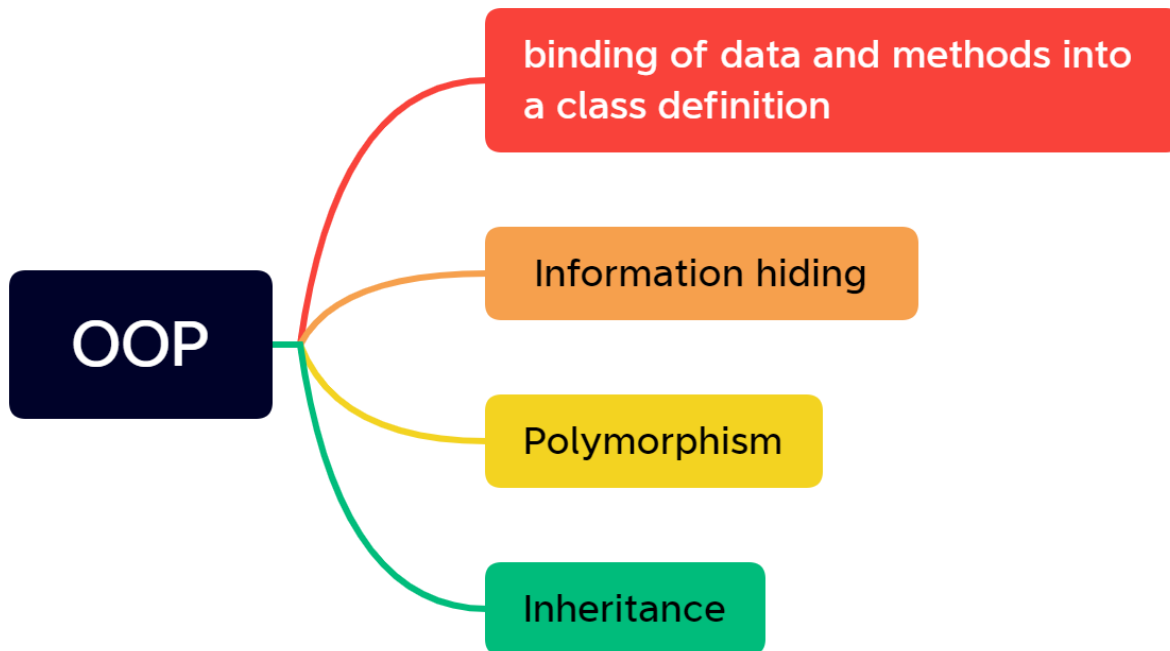 binding of data and methods into
a class definition
Information hiding
OOP
Polymorphism
Inheritance